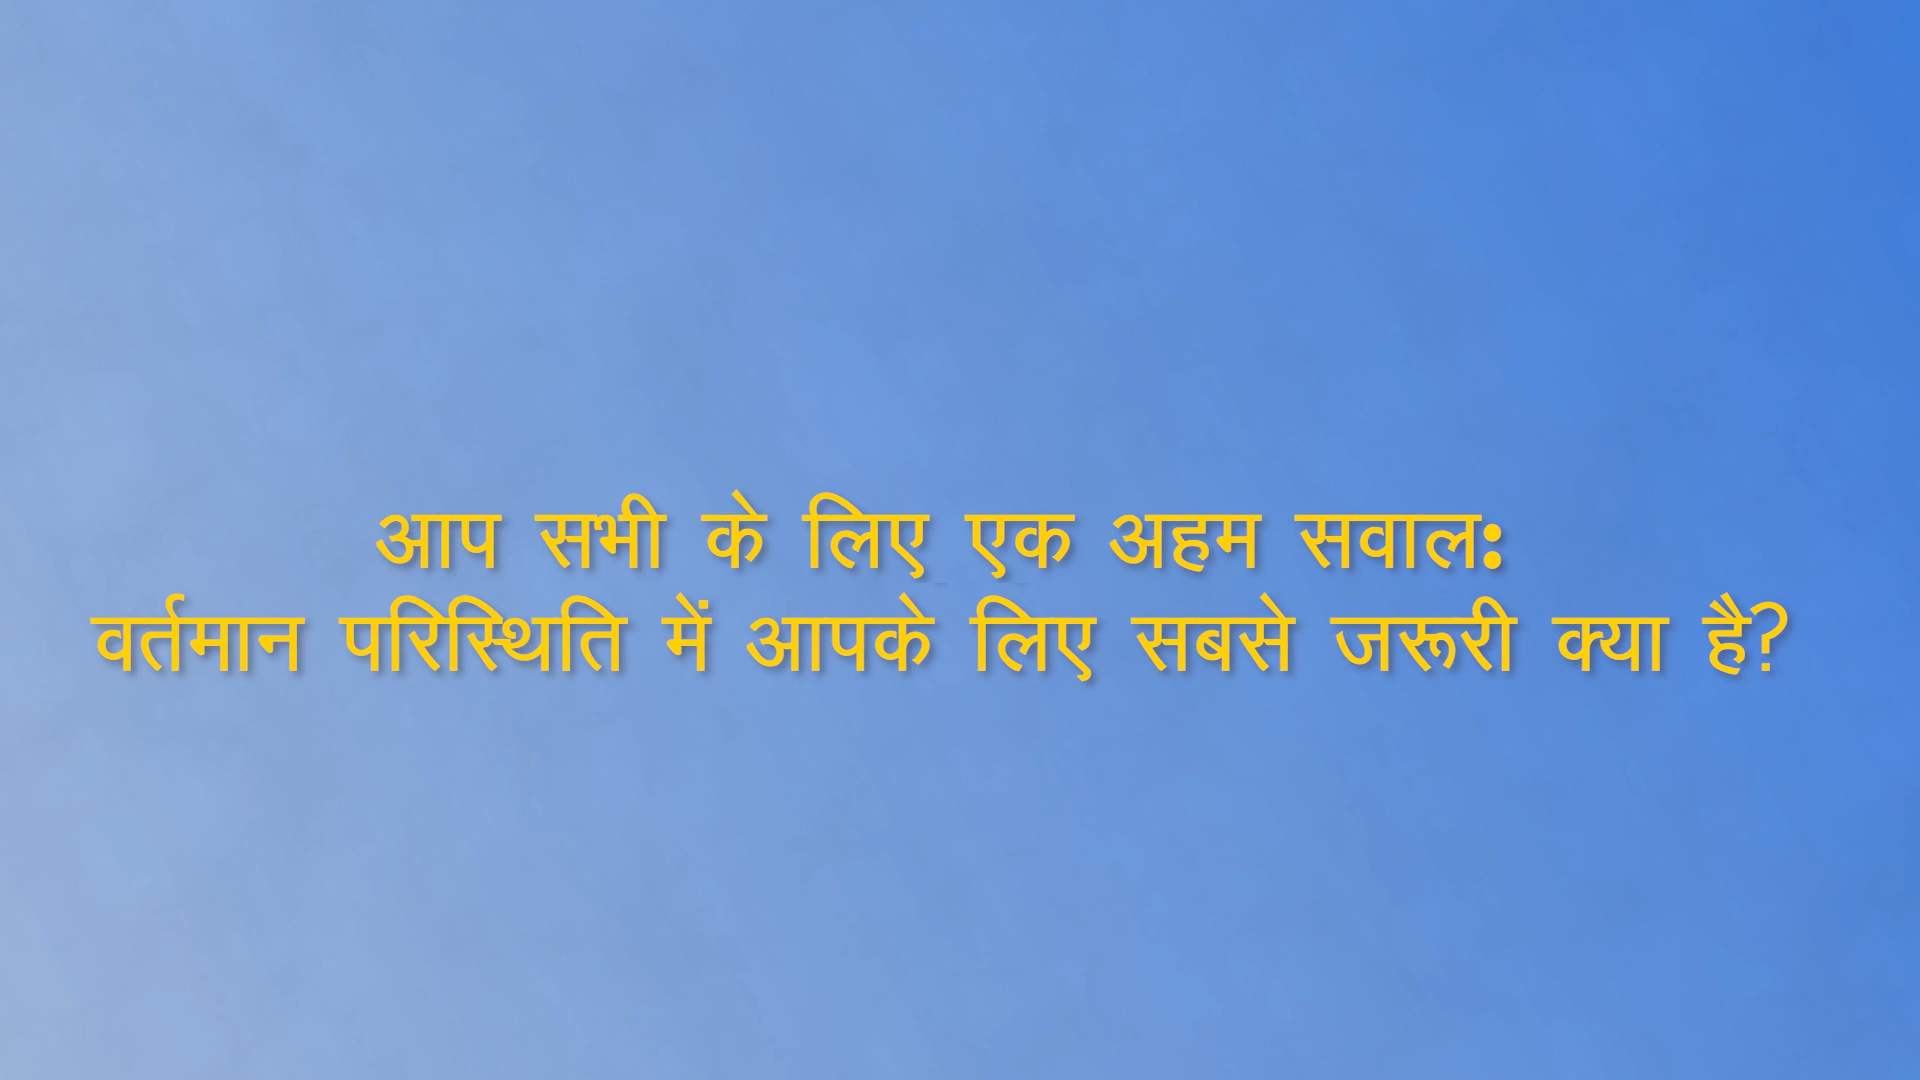 आप सभी के लिए एक अहम सवाल:
वर्तमान परिस्थिति में आपके लिए सबसे जरूरी क्या है?